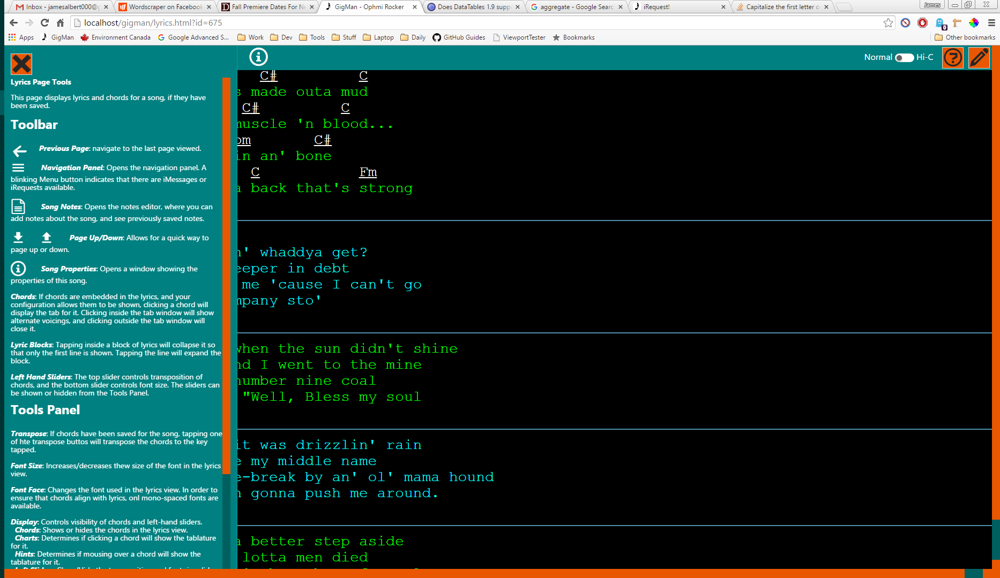 Inbox - jamesalbert000@g
Wordscraper on Facebook
Fall Premiere Dates For Ne
GigMan - Ophmi Rocker
Does DataTables 1.9 supp
aggregate - Google Searc
iRequest!
Capitalize the first letter o
James
localhost/gigman/lyrics.html?id=675
Apps GigMan Environment Canada Google Advanced S... Work Dev Tools Stuff Laptop Daily GitHub Guides ViewportTester Bookmarks Other bookmarks
Normal Hi-C
Lyrics Page Tools
This page displays lyrics and chords for a song, if they have
been saved.
Toolbar
Previous Page: navigate to the last page viewed.
Navigation Panel: Opens the navigation panel. A
blinking Menu button indicates that there are iMessages or
iRequests available.
Song Notes: Opens the notes editor, where you can
add notes about the song, and see previously saved notes.
Page Up/Down: Allows for a quick way to
page up or down.
Song Properties: Opens a window showing the
properties of this song.
Chords: If chords are embedded in the lyrics, and your
configuration allows them to be shown, clicking a chord will
display the tab for it. Clicking inside the tab window will show
alternate voicings, and clicking outside the tab window will
close it.
Lyric Blocks: Tapping inside a block of lyrics will collapse it so
that only the first line is shown. Tapping the line will expand the
block.
Left Hand Sliders: The top slider controls transposition of
chords, and the bottom slider controls font size. The sliders can
be shown or hidden from the Tools Panel.
Tools Panel
Transpose: If chords have been saved for the song, tapping one
of hte transpose buttos will transpose the chords to the key
tapped.
Font Size: Increases/decreases thew size of the font in the lyrics
view.
Font Face: Changes the font used in the lyrics view. In order to
ensure that chords align with lyrics, onl mono-spaced fonts are
available.
Display: Controls visibility of chords and left-hand sliders.
Chords: Shows or hides the chords in the lyrics view.
Charts: Determines if clicking a chord will show the tablature
for it.
Hints: Determines if mousing over a chord will show the
tablature for it.
C# C
s made outa mud
C# C
muscle 'n blood...
C#
in an' bone
C Fm
a back that's strong
n' whaddya get?
eeper in debt
me 'cause I can't go
mpany sto'
when the sun didn't shine
nd I went to the mine
number nine coal
"Well, Bless my soul
it was drizzlin' rain
e my middle name
e-break by an' ol' mama hound
n gonna push me around.
a better step aside
lotta men died